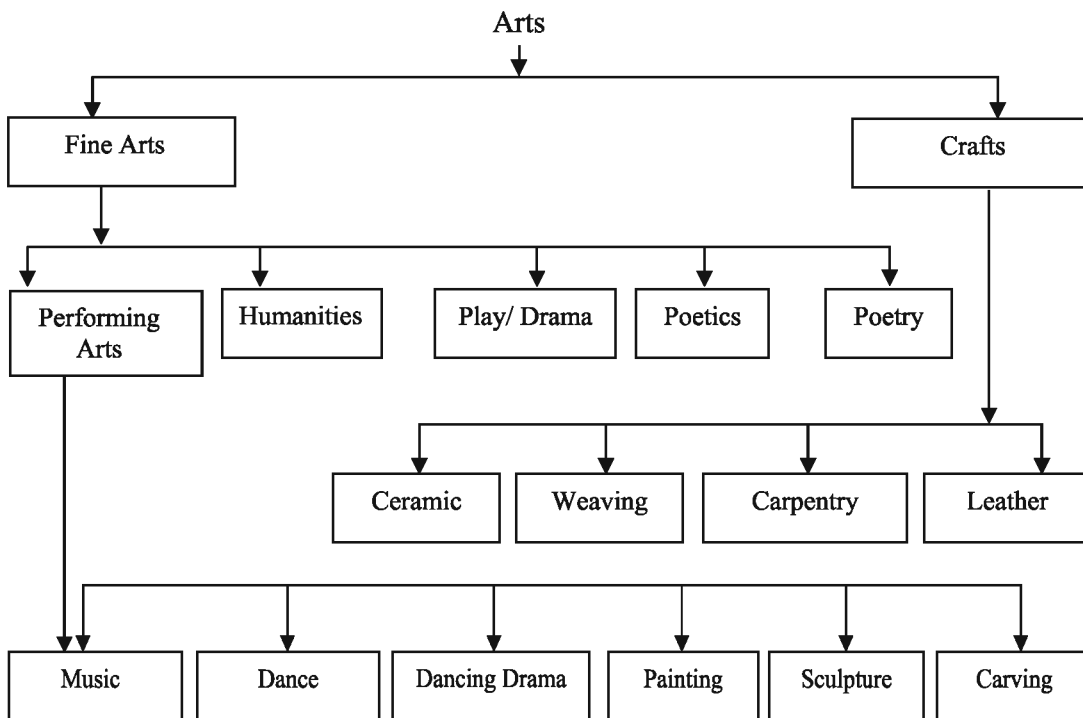 Arts
Fine Arts
Crafts
Performing
Arts
Humanities
Play/ Drama
Poetics
Poetry
Ceramic
Weaving
Carpentry
Leather
Music
Dance
Dancing Drama
Painting
Sculpture
Carving